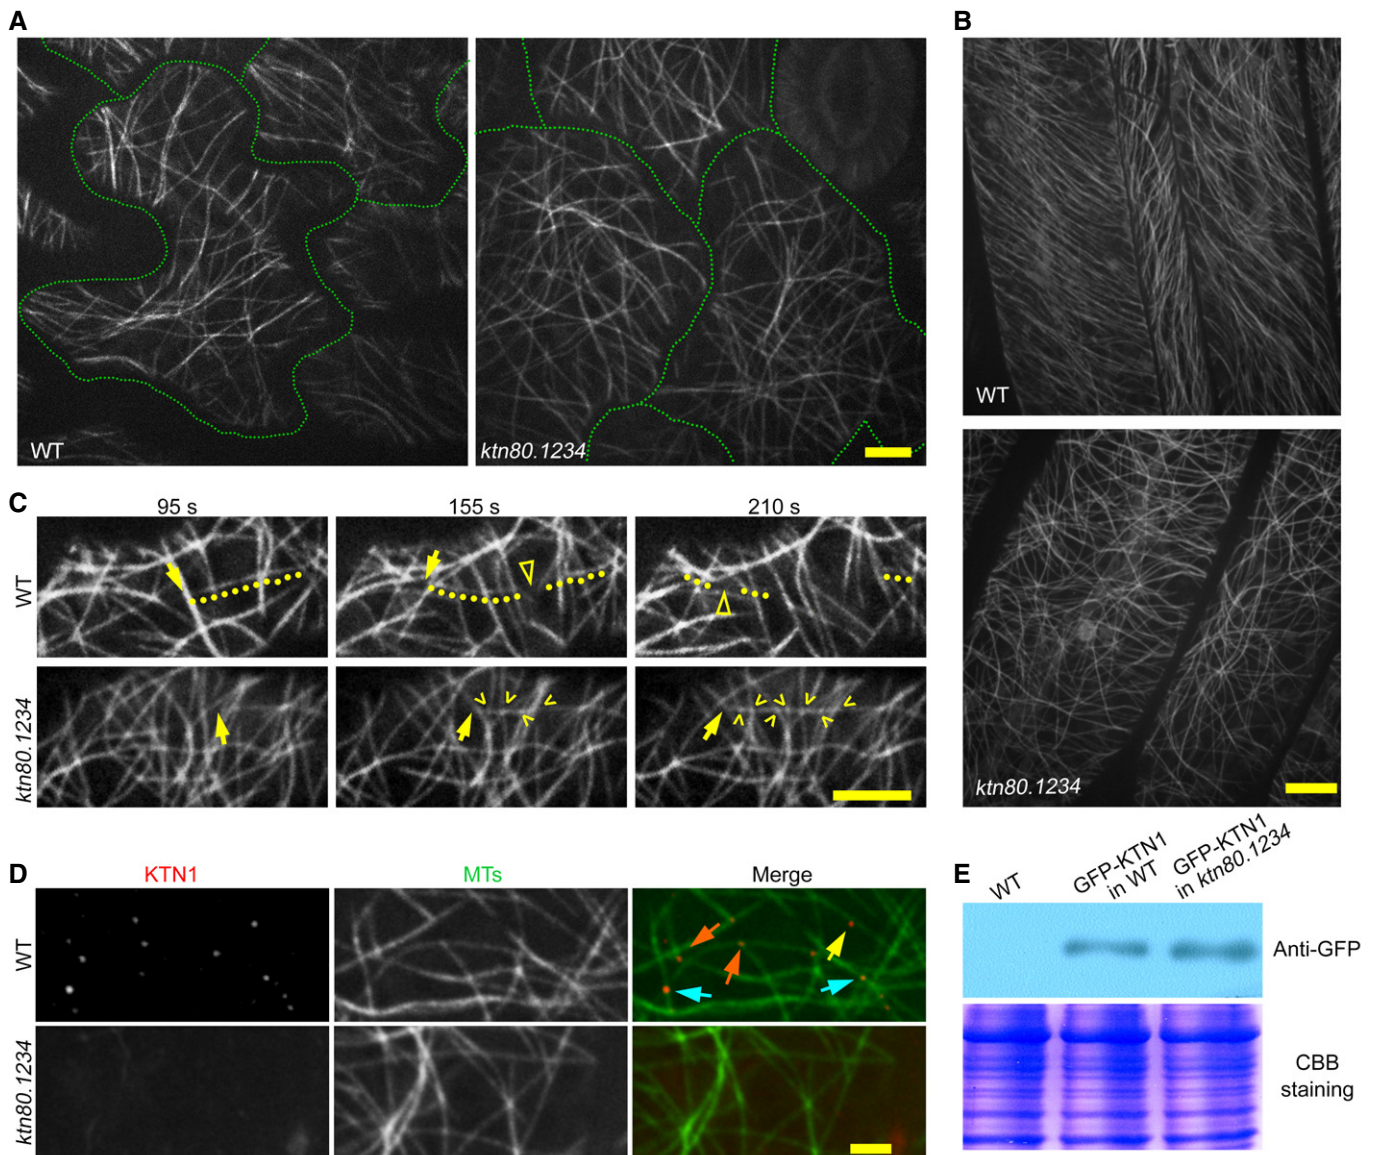 A
B
WT
ktn80.1234
WT
ktn80.1234
C
95 s
155 s
210 s
WT
ktn80.1234
D
KTN1
MTs
Merge
WT
ktn80.1234
E
WT
GFP-KTN1
in WT
GFP-KTN1
in ktn80.1234
Anti-GFP
CBB
staining